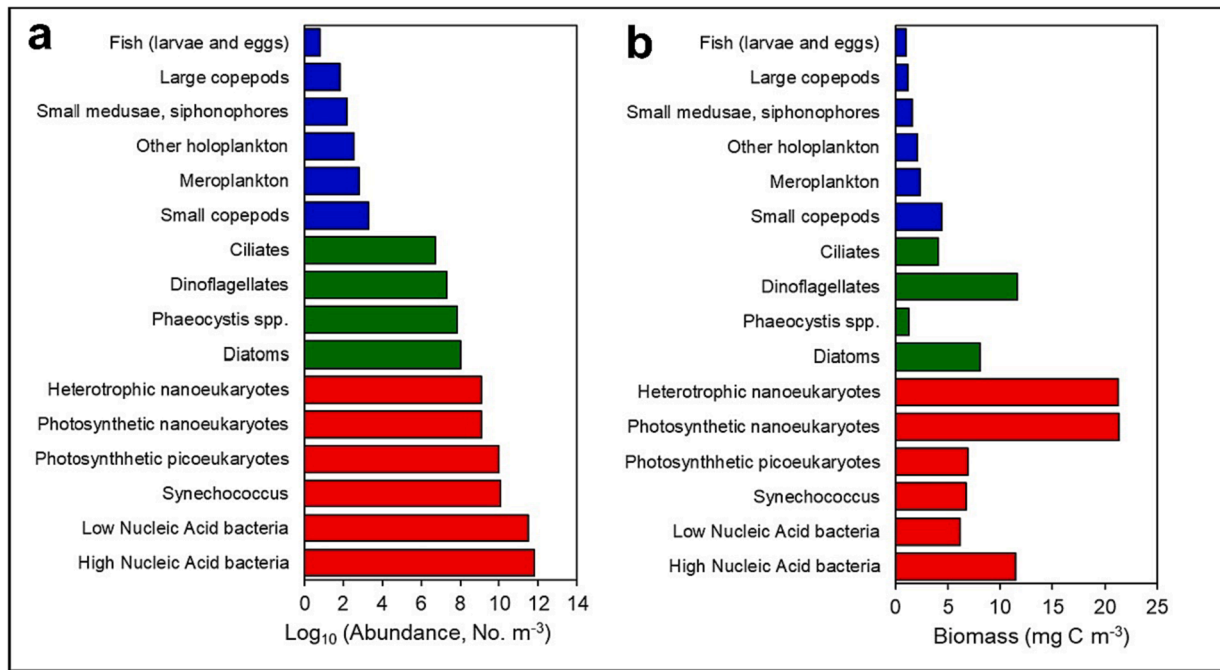 a
Fish (larvae and eggs)
Large copepods
Small medusae, siphonophores
Other holoplankton
Meroplankton
Small copepods
Ciliates
Dinoflagellates
Phaeocystis spp.
Diatoms
Heterotrophic nanoeukaryotes
Photosynthetic nanoeukaryotes
Photosynthhetic picoeukaryotes
Synechococcus
Low Nucleic Acid bacteria
High Nucleic Acid bacteria
0 2 4 6 8 10 12 14
Log₁₀ (Abundance, No. m⁻³)
b
Fish (larvae and eggs)
Large copepods
Small medusae, siphonophores
Other holoplankton
Meroplankton
Small copepods
Ciliates
Dinoflagellates
Phaeocystis spp.
Diatoms
Heterotrophic nanoeukaryotes
Photosynthetic nanoeukaryotes
Photosynthhetic picoeukaryotes
Synechococcus
Low Nucleic Acid bacteria
High Nucleic Acid bacteria
0 5 10 15 20 25
Biomass (mg C m⁻³)